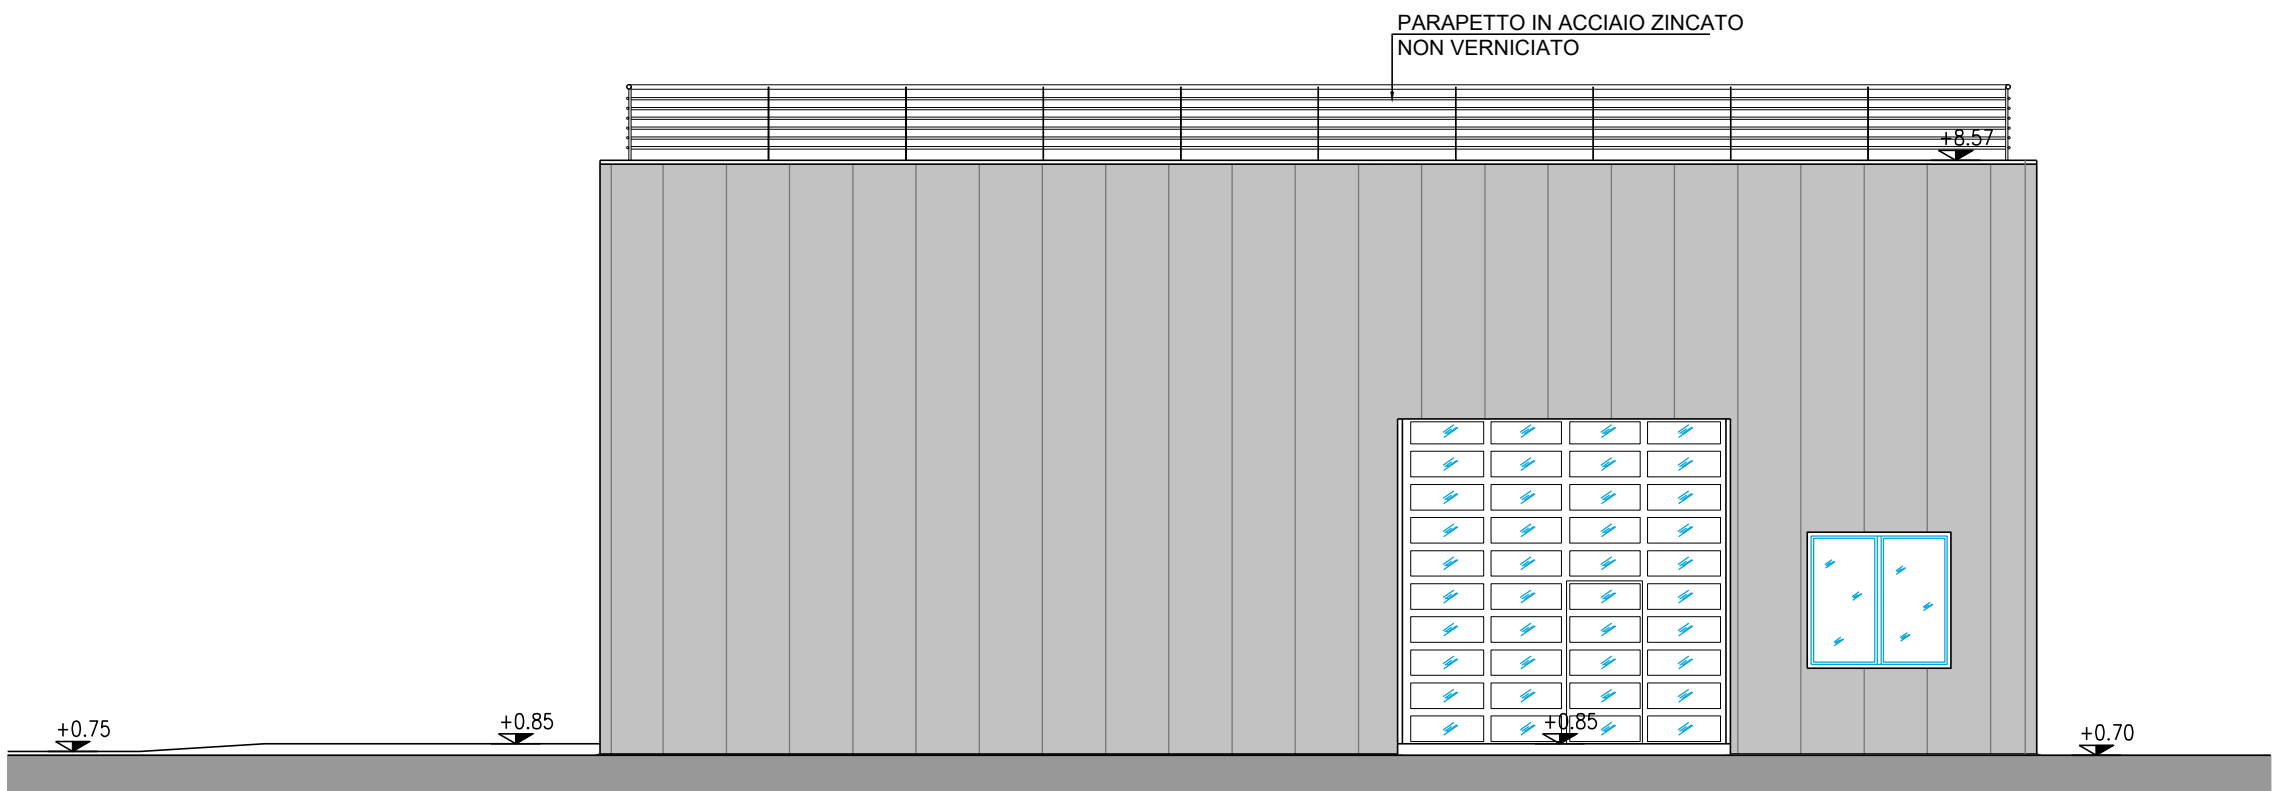 PARAPETTO IN ACCIAIO ZINCATO
NON VERNICIATO
+8.57
+0.75
+0.85
+0.85
+0.70